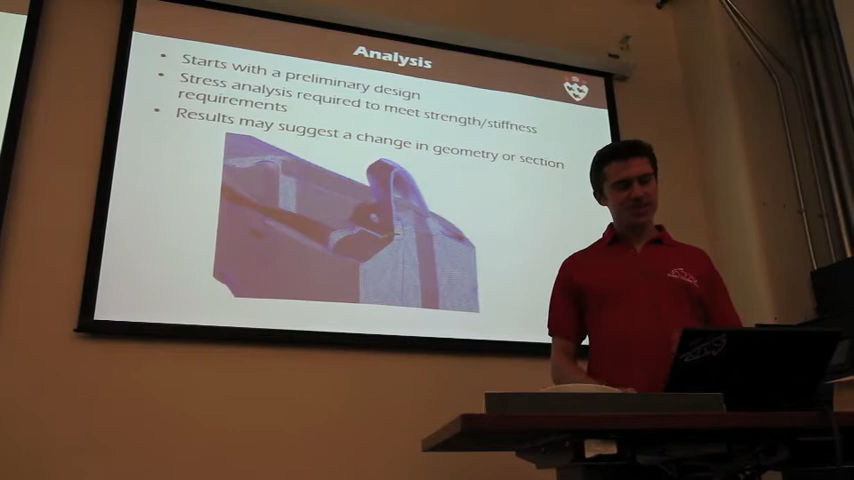 Analysis
• Starts with a preliminary design
• Stress analysis required to meet strength/stiffness
requirements
• Results may suggest a change in geometry or section